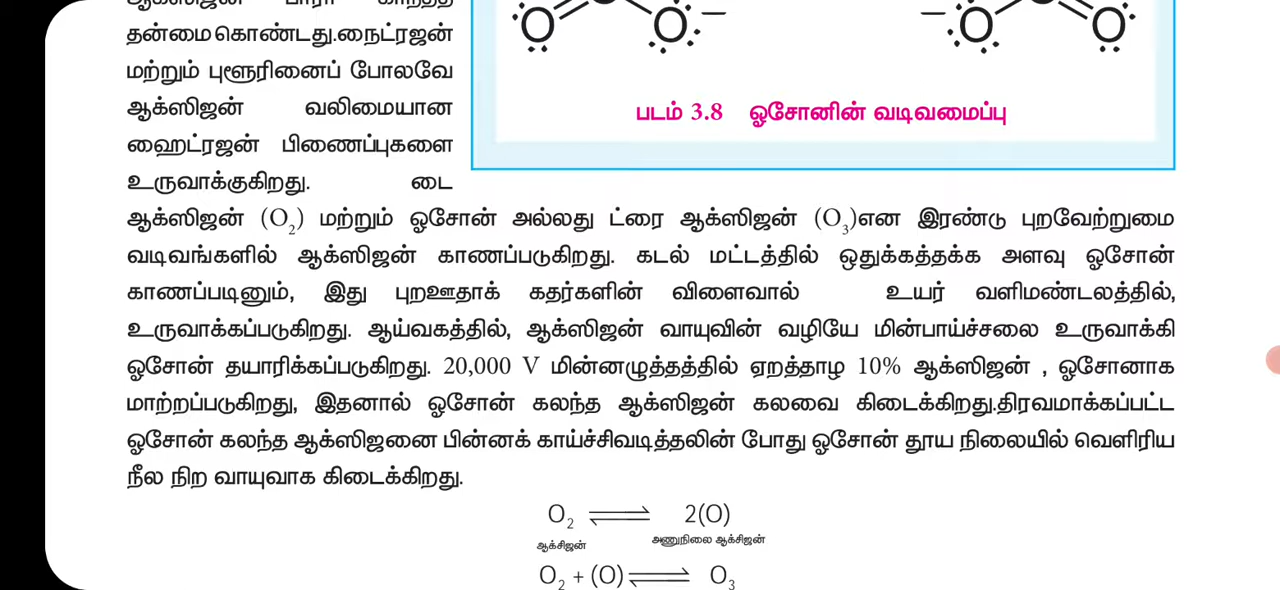 தன்மை கொண்டது.நைட்ரஜன்
மற்றும் புளூரினைப் போலவே
ஆக்ஸிஜன் வலிமையான
ஹைட்ரஜன் பிணைப்புகளை
உருவாக்குகிறது. டை
O O − − O O
படம் 3.8 ஓசோனின் வடிவமைப்பு
ஆக்ஸிஜன் (O₂) மற்றும் ஓசோன் அல்லது ட்ரை ஆக்ஸிஜன் (O₃)என இரண்டு புறவேற்றுமை
வடிவங்களில் ஆக்ஸிஜன் காணப்படுகிறது. கடல் மட்டத்தில் ஒதுக்கத்தக்க அளவு ஓசோன்
காணப்படினும், இது புறஊதாக் கதர்களின் விளைவால் உயர் வளிமண்டலத்தில்,
உருவாக்கப்படுகிறது. ஆய்வகத்தில், ஆக்ஸிஜன் வாயுவின் வழியே மின்பாய்ச்சலை உருவாக்கி
ஓசோன் தயாரிக்கப்படுகிறது. 20,000 V மின்னழுத்தத்தில் ஏறத்தாழ 10% ஆக்ஸிஜன் , ஓசோனாக
மாற்றப்படுகிறது, இதனால் ஓசோன் கலந்த ஆக்ஸிஜன் கலவை கிடைக்கிறது.திரவமாக்கப்பட்ட
ஓசோன் கலந்த ஆக்ஸிஜனை பின்னக் காய்ச்சிவடித்தலின் போது ஓசோன் தூய நிலையில் வெளிரிய
நீல நிற வாயுவாக கிடைக்கிறது.
O₂ ⇌ 2(O)
ஆக்சிஜன் அணுநிலை ஆக்சிஜன்
O₂ + (O) ⇌ O₃